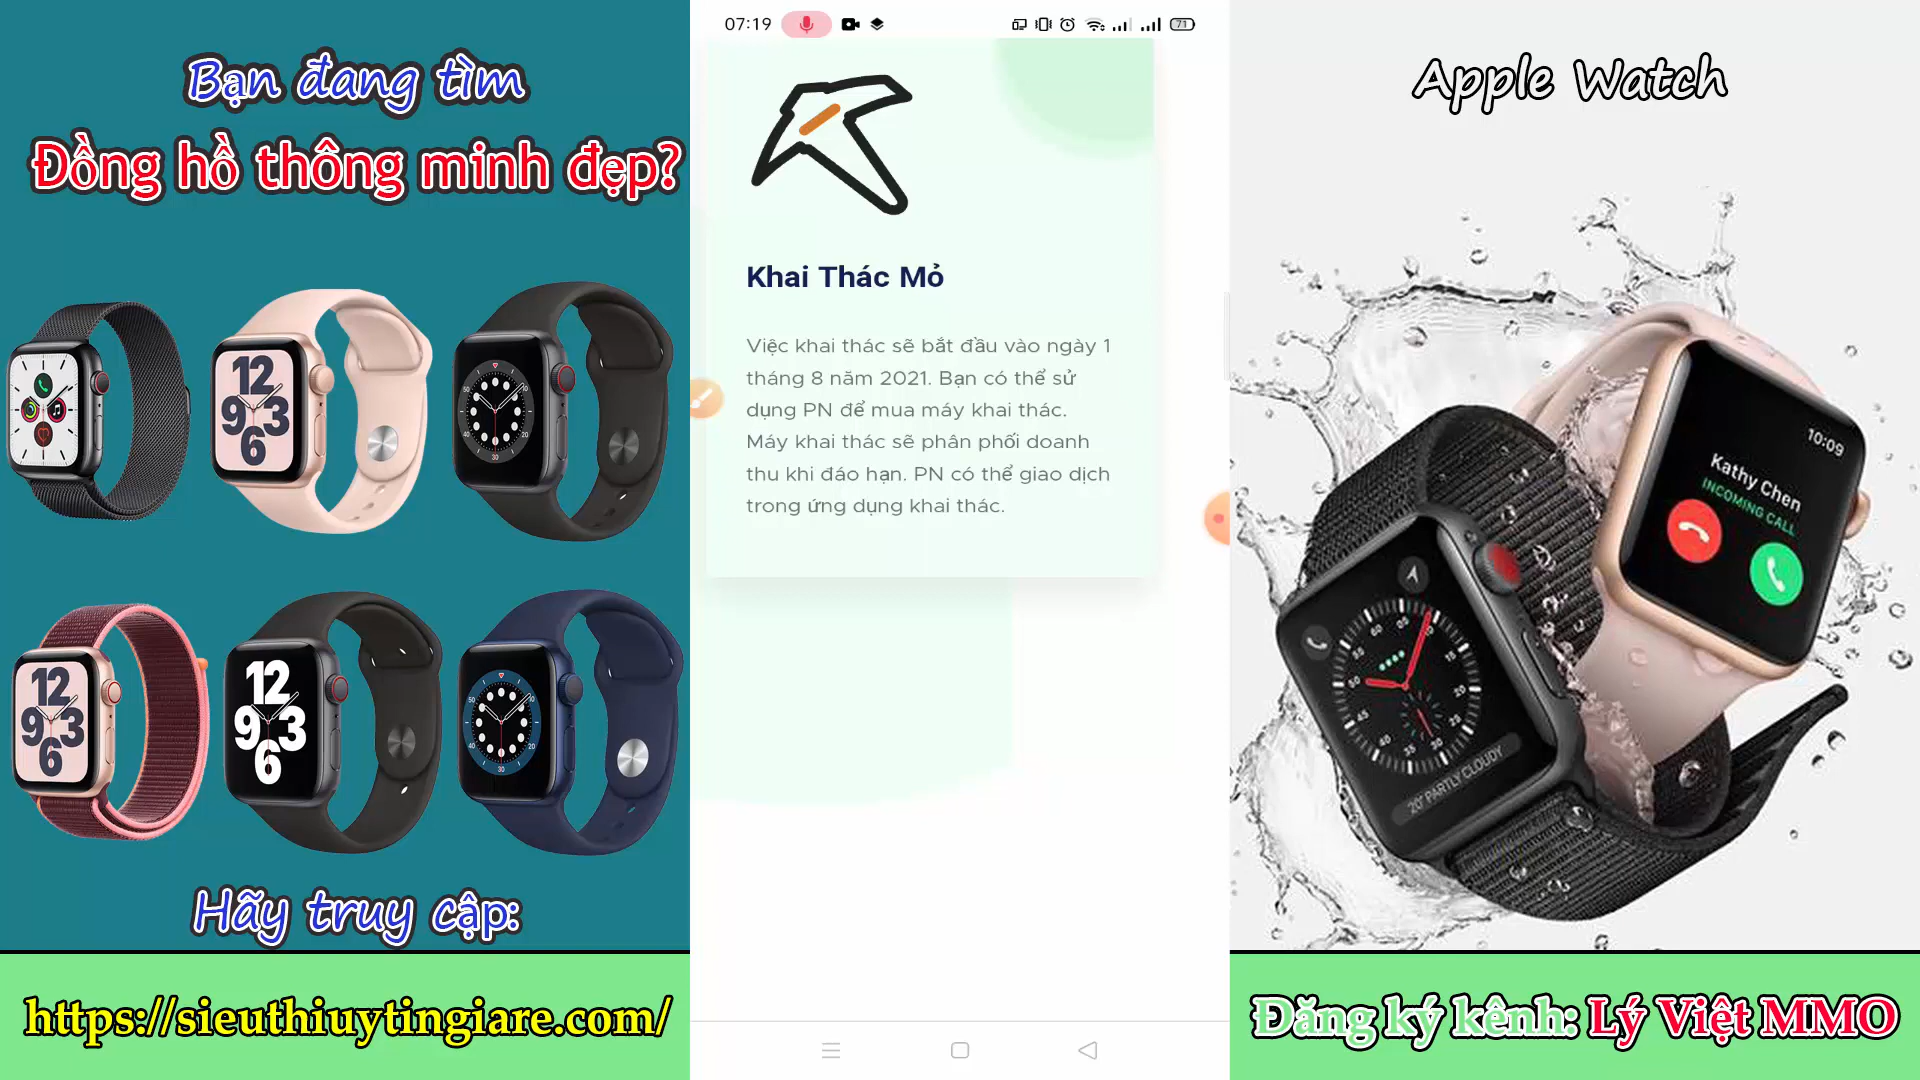 Bạn đang tìm
Đồng hồ thông minh đẹp?
Hãy truy cập:
https://sieuthiuytingiare.com/
07:19
71
Khai Thác Mỏ
Việc khai thác sẽ bắt đầu vào ngày 1
tháng 8 năm 2021. Bạn có thể sử
dụng PN để mua máy khai thác.
Máy khai thác sẽ phân phối doanh
thu khi đáo hạn. PN có thể giao dịch
trong ứng dụng khai thác.
Apple Watch
10:09
Kathy Chen
INCOMING CALL
20° PARTLY CLOUDY
Đăng ký kênh: Lý Việt MMO